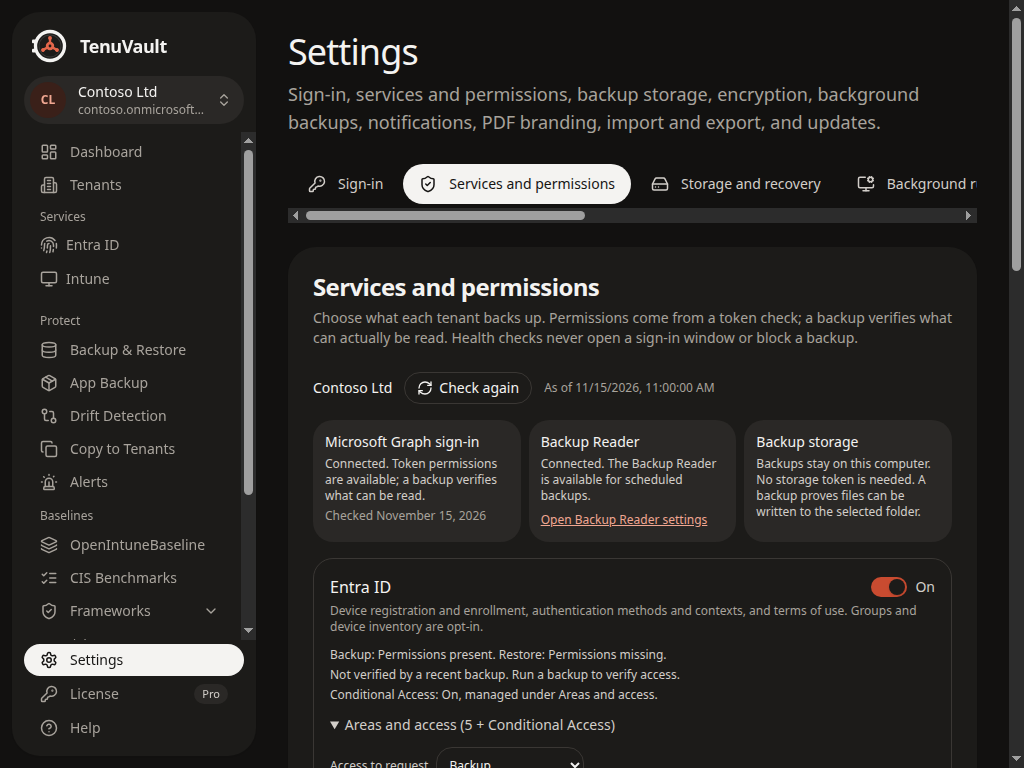 TenuVault
CL
Contoso Ltd
contoso.onmicrosoft...
Dashboard
Tenants
Services
Entra ID
Intune
Protect
Backup & Restore
App Backup
Drift Detection
Copy to Tenants
Alerts
Baselines
OpenIntuneBaseline
CIS Benchmarks
Frameworks
Settings
License
Pro
Help
Settings
Sign-in, services and permissions, backup storage, encryption, background
backups, notifications, PDF branding, import and export, and updates.
Sign-in
Services and permissions
Storage and recovery
Background r
Services and permissions
Choose what each tenant backs up. Permissions come from a token check; a backup verifies what
can actually be read. Health checks never open a sign-in window or block a backup.
Contoso Ltd
Check again
As of 11/15/2026, 11:00:00 AM
Microsoft Graph sign-in
Connected. Token permissions
are available; a backup verifies
what can be read.
Checked November 15, 2026
Backup Reader
Connected. The Backup Reader
is available for scheduled
backups.
Open Backup Reader settings
Backup storage
Backups stay on this computer.
No storage token is needed. A
backup proves files can be
written to the selected folder.
Entra ID
On
Device registration and enrollment, authentication methods and contexts, and terms of use. Groups and
device inventory are opt-in.
Backup: Permissions present. Restore: Permissions missing.
Not verified by a recent backup. Run a backup to verify access.
Conditional Access: On, managed under Areas and access.
Areas and access (5 + Conditional Access)
Access to request
Backup